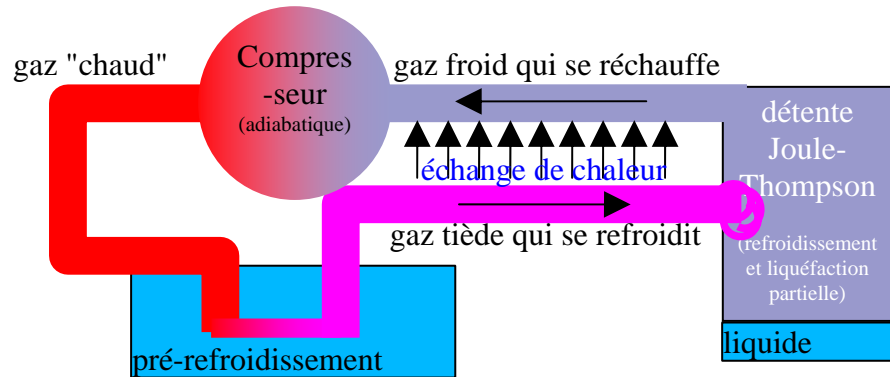 gaz "chaud"
Compres
-seur
(adiabatique)
gaz froid qui se réchauffe
échange de chaleur
gaz tiède qui se refroidit
détente
Joule-
Thompson
(refroidissement
et liquéfaction
partielle)
pré-refroidissement
liquide